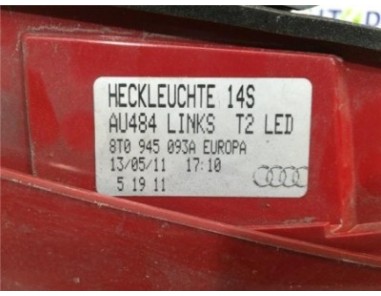 HECKLEUCHTE 14S
AU484 LINKS T2 LED
8T0 945 093A EUROPA
13/05/11 17:10
5 19 11